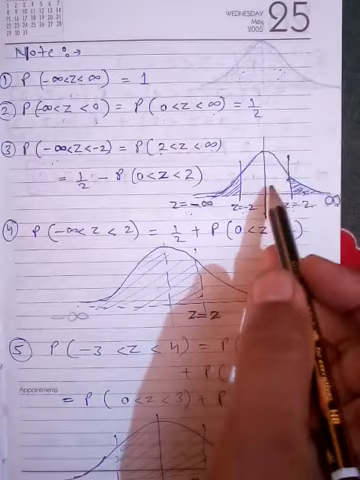 WEDNESDAY
May
2005
25
Note :-
① P(-∞<z<∞) = 1
② P(∞<z<0) = P(0<z<∞) = 1/2
③ P(-∞<z<-2) = P(2<z<∞)
= 1/2 - P(0<z<2)
z=-∞ z=-2 z=2 ∞
④ P(-∞<z<2) = 1/2 + P(0<z )
-∞ z=2
⑤ P(-3<z<4) = P
+ P(
Appointments
= P(0<z<3) + P